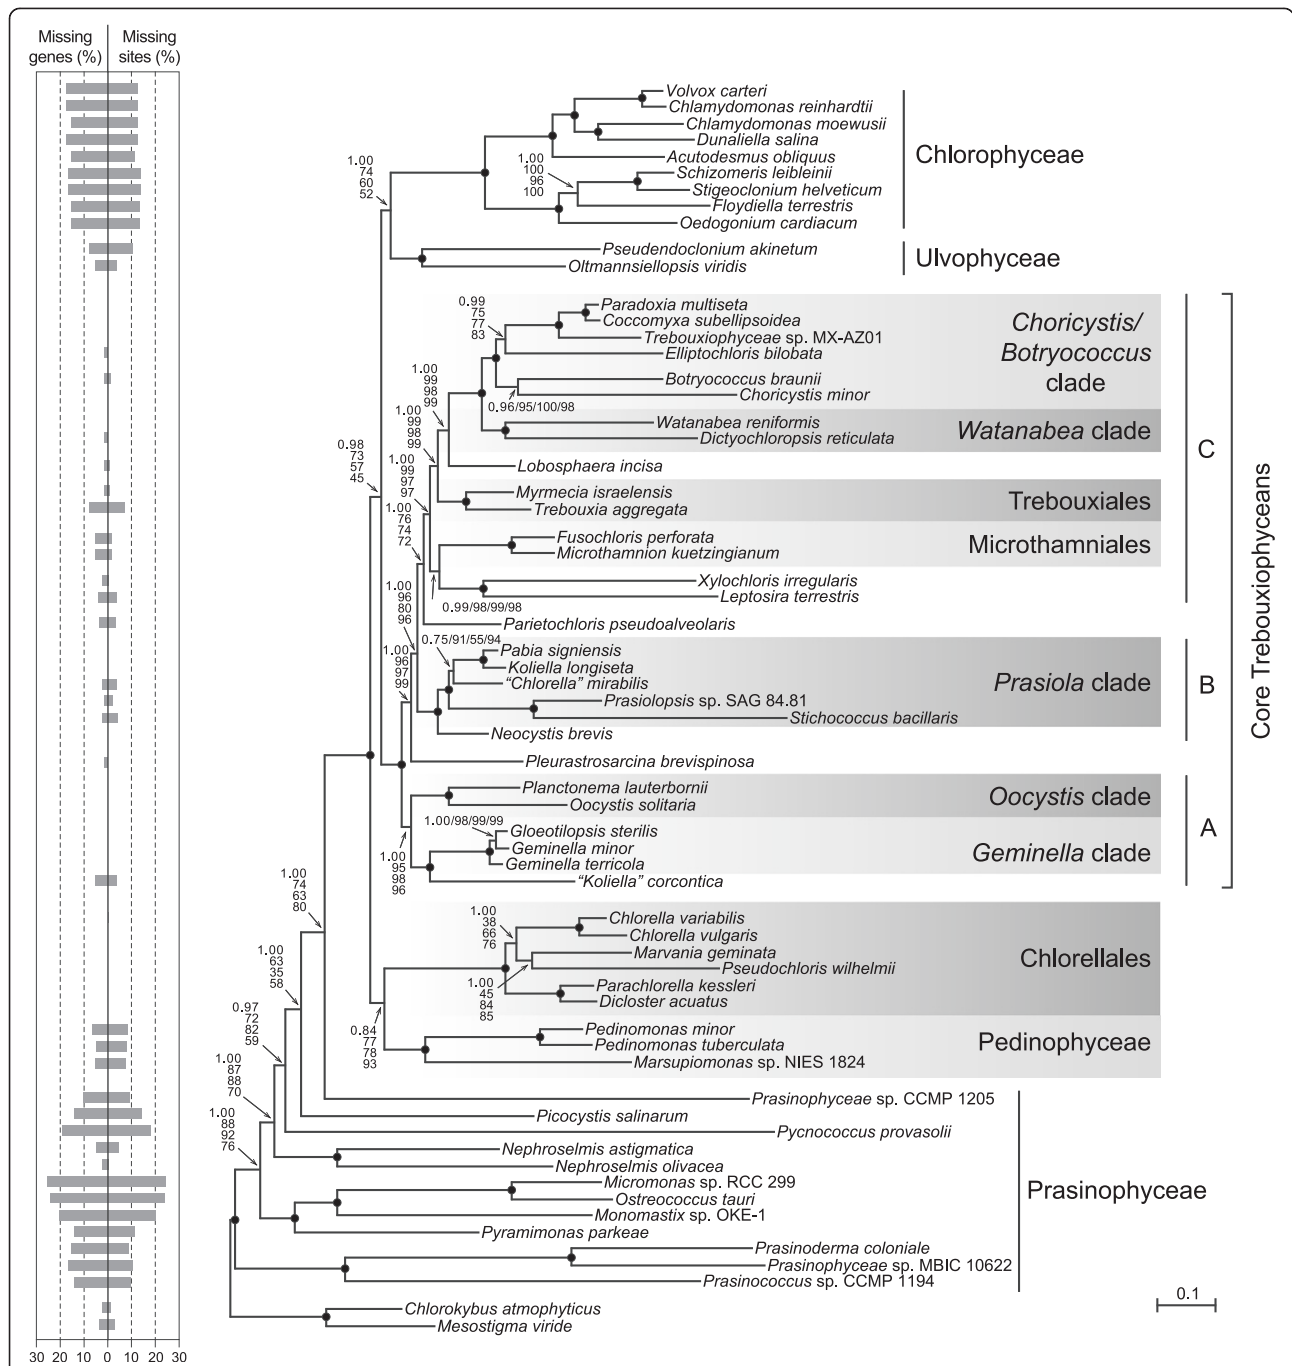 Missing genes (%)
Missing sites (%)
30 20 10 0 10 20 30
Volvox carteri
Chlamydomonas reinhardtii
Chlamydomonas moewusii
Dunaliella salina
Acutodesmus obliquus
Schizomeris leibleinii
Stigeoclonium helveticum
Floydiella terrestris
Oedogonium cardiacum
Chlorophyceae
1.00
100
96
100
1.00
74
60
52
Pseudendoclonium akinetum
Oltmannsiellopsis viridis
Ulvophyceae
0.99
75
77
83
Paradoxia multiseta
Coccomyxa subellipsoidea
Trebouxiophyceae sp. MX-AZ01
Elliptochloris bilobata
Botryococcus braunii
Choricystis minor
0.96/95/100/98
Choricystis/
Botryococcus
clade
1.00
99
98
99
Watanabea reniformis
Dictyochloropsis reticulata
Watanabea clade
1.00
99
98
99
Lobosphaera incisa
0.98
73
57
45
1.00
99
97
97
Myrmecia israelensis
Trebouxia aggregata
Trebouxiales
1.00
76
74
72
Fusochloris perforata
Microthamnion kuetzingianum
Microthamniales
Xylochloris irregularis
Leptosira terrestris
0.99/98/99/98
C
1.00
96
80
96
Parietochloris pseudoalveolaris
0.75/91/55/94
Pabia signiensis
Koliella longiseta
“Chlorella” mirabilis
Prasiolopsis sp. SAG 84.81
Stichococcus bacillaris
Neocystis brevis
Prasiola clade
B
1.00
96
97
99
Pleurastrosarcina brevispinosa
Planctonema lauterbornii
Oocystis solitaria
Oocystis clade
1.00/98/99/99
Gloeotilopsis sterilis
Geminella minor
Geminella terricola
“Koliella” corcontica
Geminella clade
A
Core Trebouxiophyceans
1.00
95
98
96
1.00
74
63
80
1.00
38
66
76
Chlorella variabilis
Chlorella vulgaris
Marvania geminata
Pseudochloris wilhelmii
Parachlorella kessleri
Dicloster acuatus
Chlorellales
1.00
45
84
85
1.00
63
35
58
0.84
77
78
93
Pedinomonas minor
Pedinomonas tuberculata
Marsupiomonas sp. NIES 1824
Pedinophyceae
0.97
72
82
59
1.00
87
88
70
1.00
88
92
76
Prasinophyceae sp. CCMP 1205
Picocystis salinarum
Pycnococcus provasolii
Nephroselmis astigmatica
Nephroselmis olivacea
Micromonas sp. RCC 299
Ostreococcus tauri
Monomastix sp. OKE-1
Pyramimonas parkeae
Prasinoderma coloniale
Prasinophyceae sp. MBIC 10622
Prasinococcus sp. CCMP 1194
Prasinophyceae
Chlorokybus atmophyticus
Mesostigma viride
0.1
30 20 10 0 10 20 30